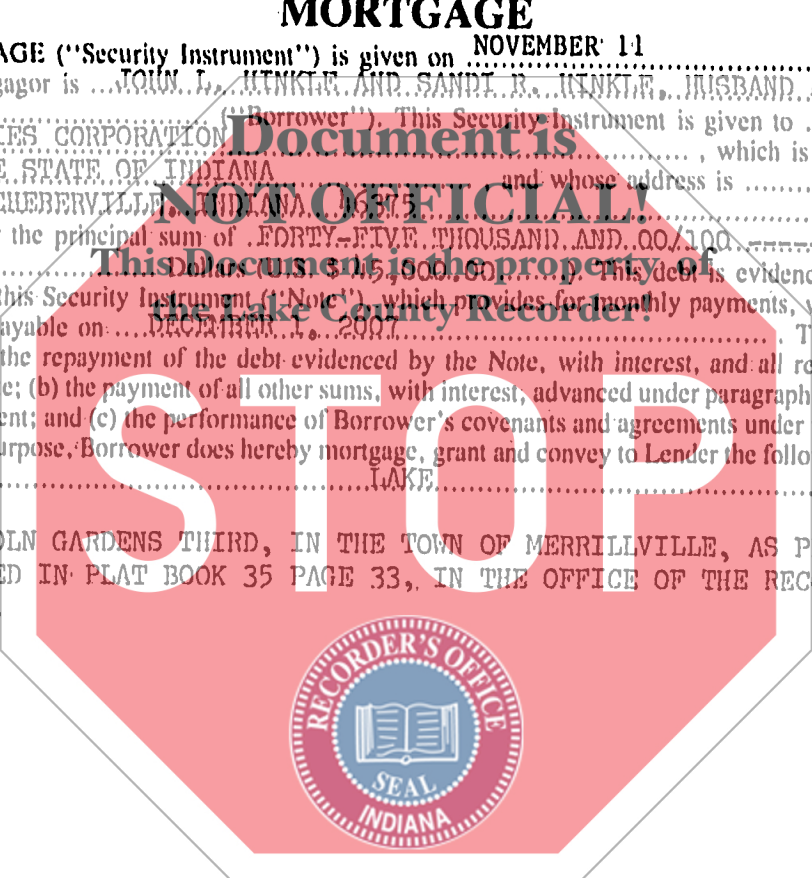 MORTGAGE
AGE ("Security Instrument") is given on NOVEMBER 11
gagor is JOHN L. HINKLE AND SANDI R. HINKLE, HUSBAND
("Borrower"). This Security Instrument is given to
IES CORPORATION , which is
E STATE OF INDIANA and whose address is
INDIANA 46375
the principal sum of FORTY-FIVE THOUSAND AND 00/100 -----
Dollars (U.S. $ 45,000.00 ). This debt is evidenc
this Security Instrument ("Note"), which provides for monthly payments,
ayable on DECEMBER 1, 2007
the repayment of the debt evidenced by the Note, with interest, and all re
e; (b) the payment of all other sums, with interest, advanced under paragraph
ent; and (c) the performance of Borrower's covenants and agreements under
urpose, Borrower does hereby mortgage, grant and convey to Lender the follo
LAKE
OLN GARDENS THIRD, IN THE TOWN OF MERRILLVILLE, AS P
ED IN PLAT BOOK 35 PAGE 33, IN THE OFFICE OF THE REC
Document is
NOT OFFICIAL!
This Document is the property of
the Lake County Recorder!
STOP
RECORDER'S OFFICE
SEAL
INDIANA